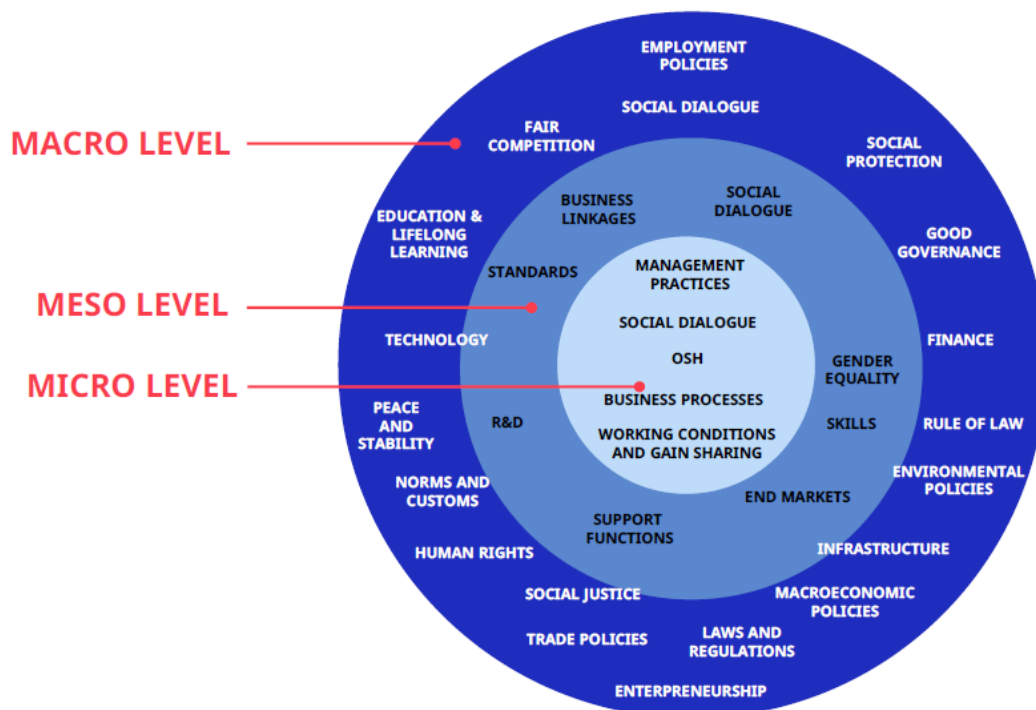 EMPLOYMENT
POLICIES
SOCIAL DIALOGUE
FAIR
COMPETITION
SOCIAL
PROTECTION
MACRO LEVEL
EDUCATION &
LIFELONG
LEARNING
BUSINESS
LINKAGES
SOCIAL
DIALOGUE
GOOD
GOVERNANCE
STANDARDS
MANAGEMENT
PRACTICES
MESO LEVEL
SOCIAL DIALOGUE
TECHNOLOGY
FINANCE
OSH
GENDER
EQUALITY
MICRO LEVEL
BUSINESS PROCESSES
PEACE
AND
STABILITY
R&D
SKILLS
RULE OF LAW
WORKING CONDITIONS
AND GAIN SHARING
NORMS AND
CUSTOMS
END MARKETS
ENVIRONMENTAL
POLICIES
SUPPORT
FUNCTIONS
HUMAN RIGHTS
INFRASTRUCTURE
SOCIAL JUSTICE
MACROECONOMIC
POLICIES
TRADE POLICIES
LAWS AND
REGULATIONS
ENTERPRENEURSHIP